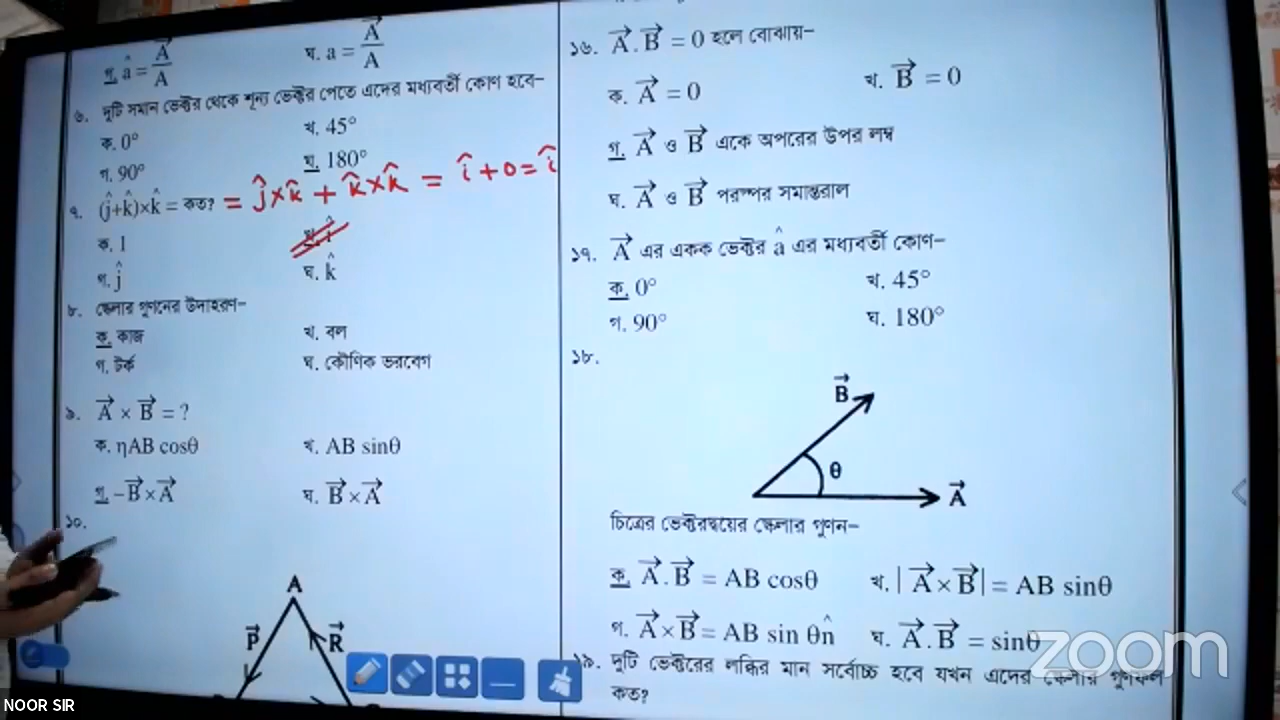 গ. â = A⃗/A
ঘ. a = A⃗/A
৬. দুটি সমান ভেক্টর থেকে শূন্য ভেক্টর পেতে এদের মধ্যবর্তী কোণ হবে–
ক. 0°
খ. 45°
গ. 90°
ঘ. 180°
৭. (ĵ+k̂)×k̂ = কত? = ĵ×k̂ + k̂×k̂ = î+0=î
ক. 1
খ. î
গ. ĵ
ঘ. k̂
৮. স্কেলার গুণনের উদাহরণ–
ক. কাজ
খ. বল
গ. টর্ক
ঘ. কৌণিক ভরবেগ
৯. A⃗ × B⃗ = ?
ক. ηAB cosθ
খ. AB sinθ
গ. –B⃗×A⃗
ঘ. B⃗×A⃗
১০.
A
P⃗
R⃗
১৬. A⃗.B⃗ = 0 হলে বোঝায়–
ক. A⃗ = 0
খ. B⃗ = 0
গ. A⃗ ও B⃗ একে অপরের উপর লম্ব
ঘ. A⃗ ও B⃗ পরস্পর সমান্তরাল
১৭. A⃗ এর একক ভেক্টর â এর মধ্যবর্তী কোণ–
ক. 0°
খ. 45°
গ. 90°
ঘ. 180°
১৮.
B⃗
θ
A⃗
চিত্রের ভেক্টরদ্বয়ের স্কেলার গুণন–
ক. A⃗.B⃗ = AB cosθ
খ. |A⃗×B⃗| = AB sinθ
গ. A⃗×B⃗ = AB sin θn̂
ঘ. A⃗.B⃗ = sinθ
১৯. দুটি ভেক্টরের লব্ধির মান সর্বোচ্চ হবে যখন এদের স্কেলার গুণফল
কত?
zoom
NOOR SIR